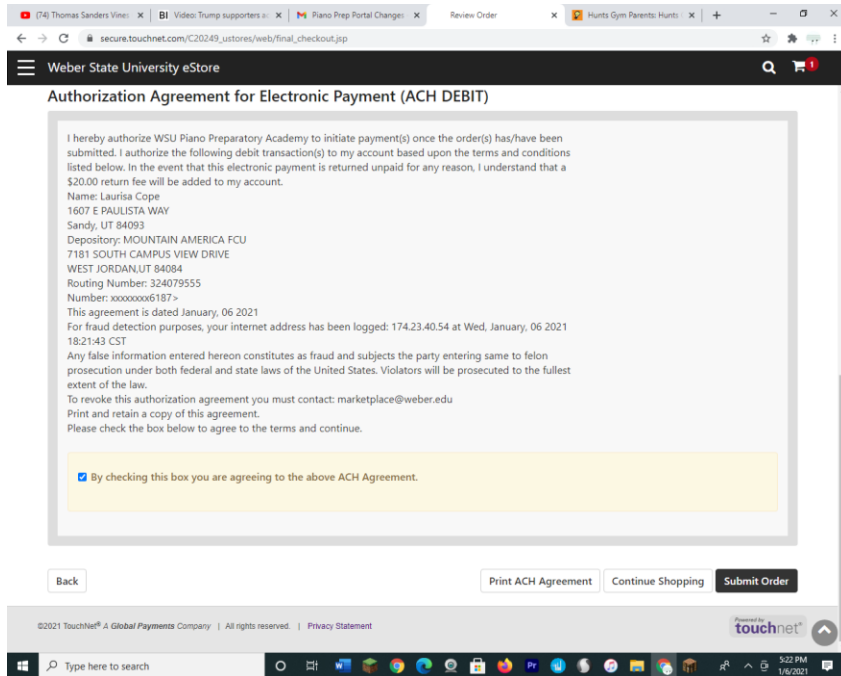 (74) Thomas Sanders Vines
BI Video: Trump supporters a
Piano Prep Portal Changes
Review Order
Hunts Gym Parents: Hunts
secure.touchnet.com/C20249_ustores/web/final_checkout.jsp
Weber State University eStore
1
Authorization Agreement for Electronic Payment (ACH DEBIT)
I hereby authorize WSU Piano Preparatory Academy to initiate payment(s) once the order(s) has/have been
submitted. I authorize the following debit transaction(s) to my account based upon the terms and conditions
listed below. In the event that this electronic payment is returned unpaid for any reason, I understand that a
$20.00 return fee will be added to my account.
Name: Laurisa Cope
1607 E PAULISTA WAY
Sandy, UT 84093
Depository: MOUNTAIN AMERICA FCU
7181 SOUTH CAMPUS VIEW DRIVE
WEST JORDAN,UT 84084
Routing Number: 324079555
Number: xxxxxxxx6187>
This agreement is dated January, 06 2021
For fraud detection purposes, your internet address has been logged: 174.23.40.54 at Wed, January, 06 2021
18:21:43 CST
Any false information entered hereon constitutes as fraud and subjects the party entering same to felon
prosecution under both federal and state laws of the United States. Violators will be prosecuted to the fullest
extent of the law.
To revoke this authorization agreement you must contact: marketplace@weber.edu
Print and retain a copy of this agreement.
Please check the box below to agree to the terms and continue.
By checking this box you are agreeing to the above ACH Agreement.
Back
Print ACH Agreement
Continue Shopping
Submit Order
©2021 TouchNet® A Global Payments Company | All rights reserved. | Privacy Statement
Powered by
touchnet®
Type here to search
Pr
5:22 PM
1/6/2021